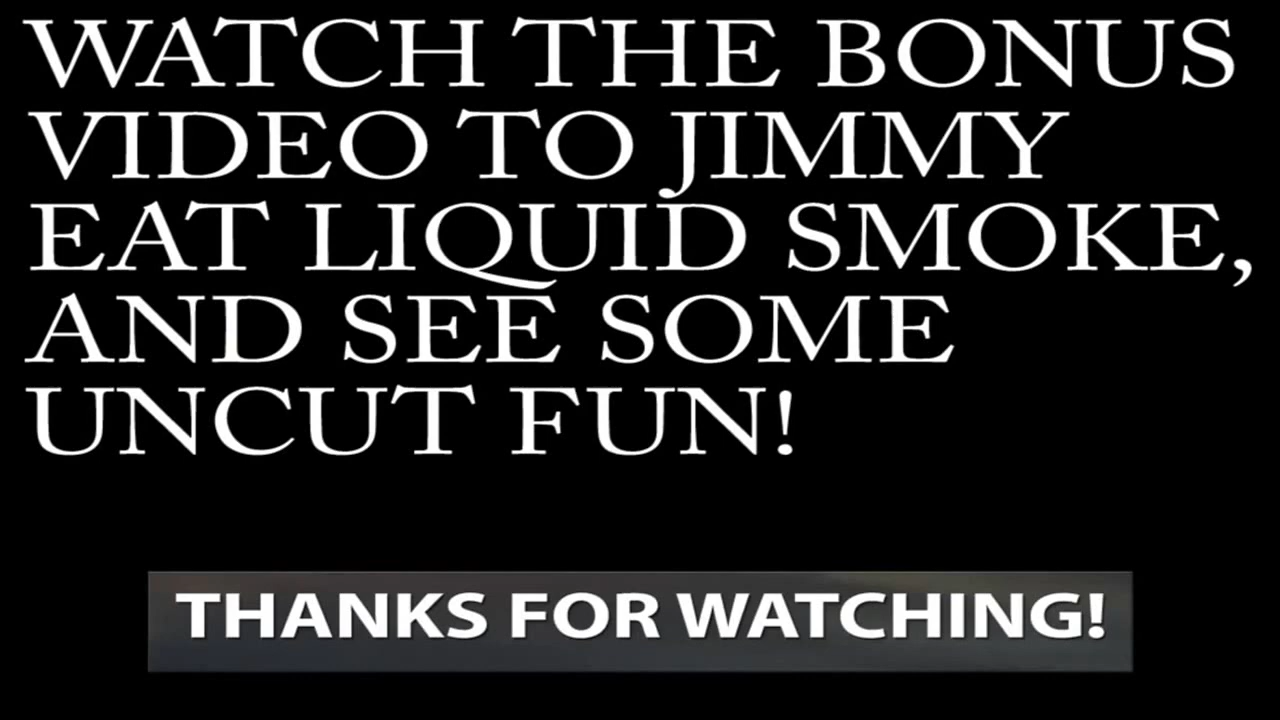 WATCH THE BONUS
VIDEO TO JIMMY
EAT LIQUID SMOKE,
AND SEE SOME
UNCUT FUN!
THANKS FOR WATCHING!